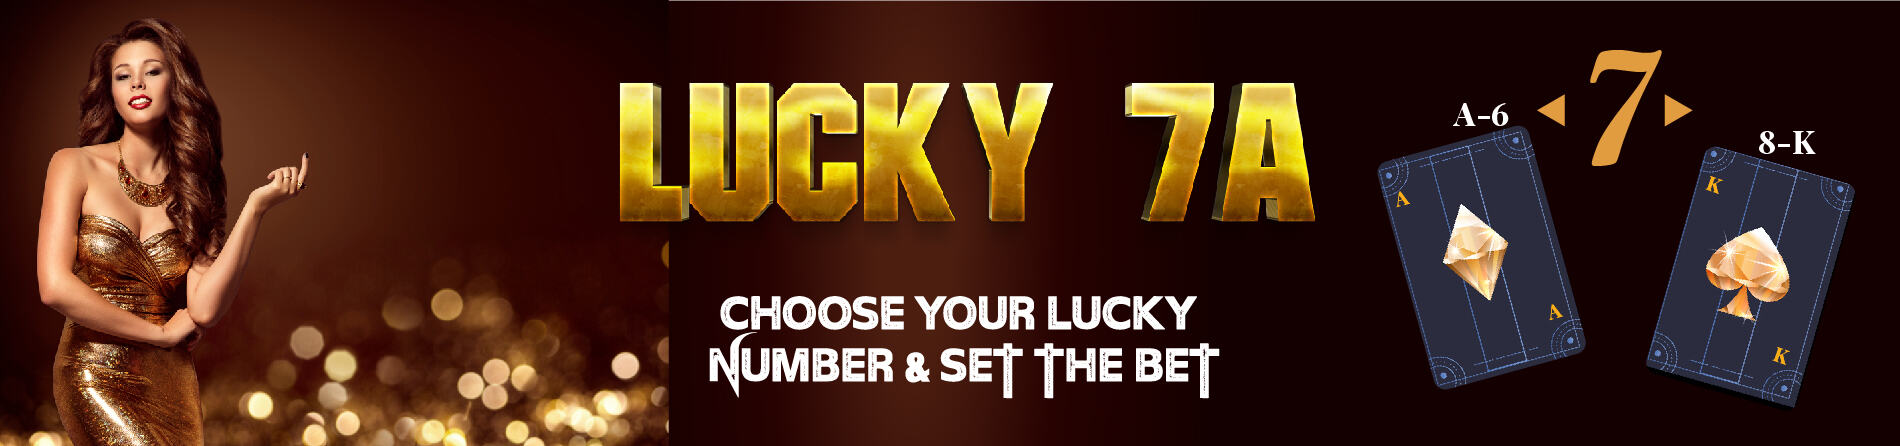 LUCKY 7A
CHOOSE YOUR LUCKY
NUMBER & SET THE BET
A-6
7
8-K
A
A
K
K